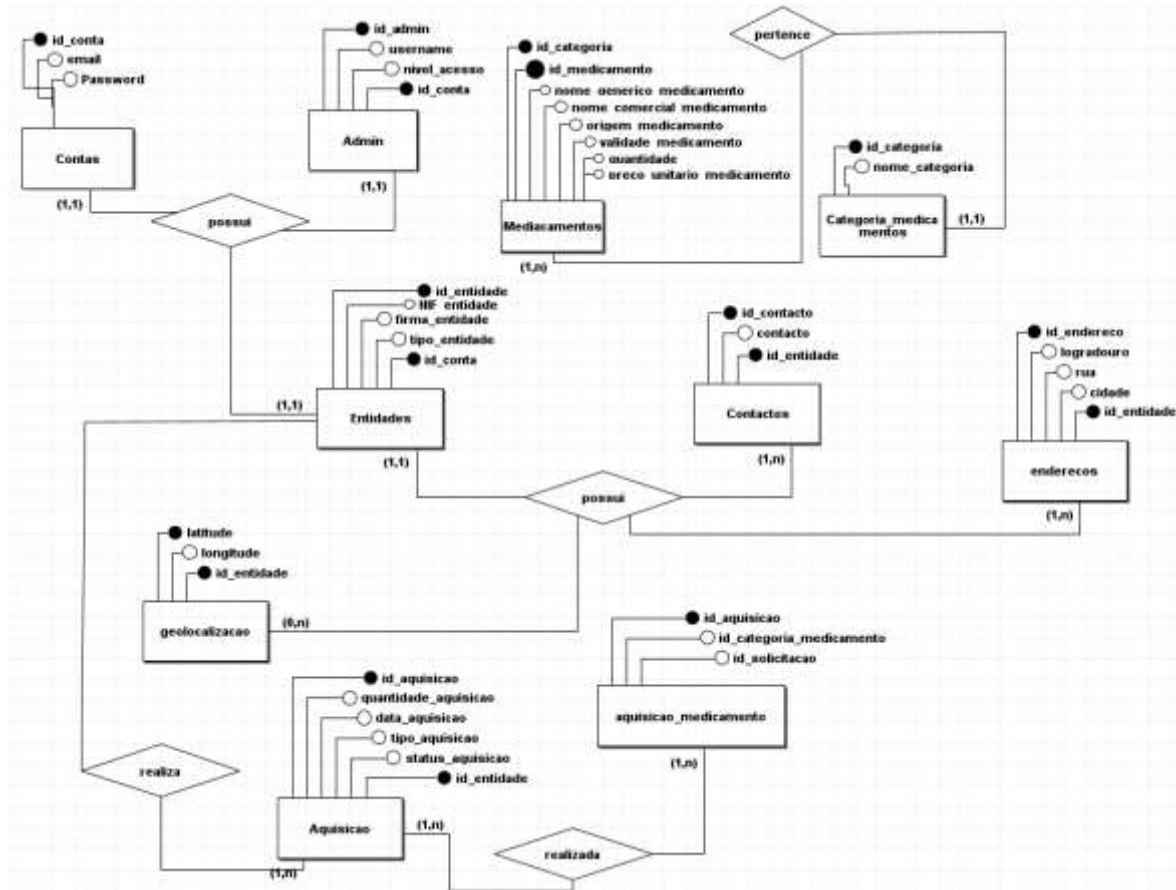 id_conta
email
Password
Contas
(1,1)
id_admin
username
nivel_acesso
id_conta
Admin
(1,1)
possui
id_categoria
id_medicamento
nome generico medicamento
nome comercial medicamento
origem medicamento
validade medicamento
quantidade
preco unitario medicamento
Mediacamentos
(1,n)
pertence
id_categoria
nome_categoria
Categoria_medica
mentos
(1,1)
id_entidade
NIF entidade
firma_entidade
tipo_entidade
id_conta
(1,1)
Entidades
(1,1)
id_contacto
contacto
id_entidade
Contactos
(1,n)
id_endereco
logradouro
rua
cidade
id_entidade
enderecos
(1,n)
possui
latitude
longitude
id_entidade
geolocalizacao
(0,n)
id_aquisicao
id_categoria_medicamento
id_solicitacao
aquisicao_medicamento
(1,n)
id_aquisicao
quantidade_aquisicao
data_aquisicao
tipo_aquisicao
status_aquisicao
id_entidade
realiza
Aquisicao
(1,n)
(1,n)
realizada